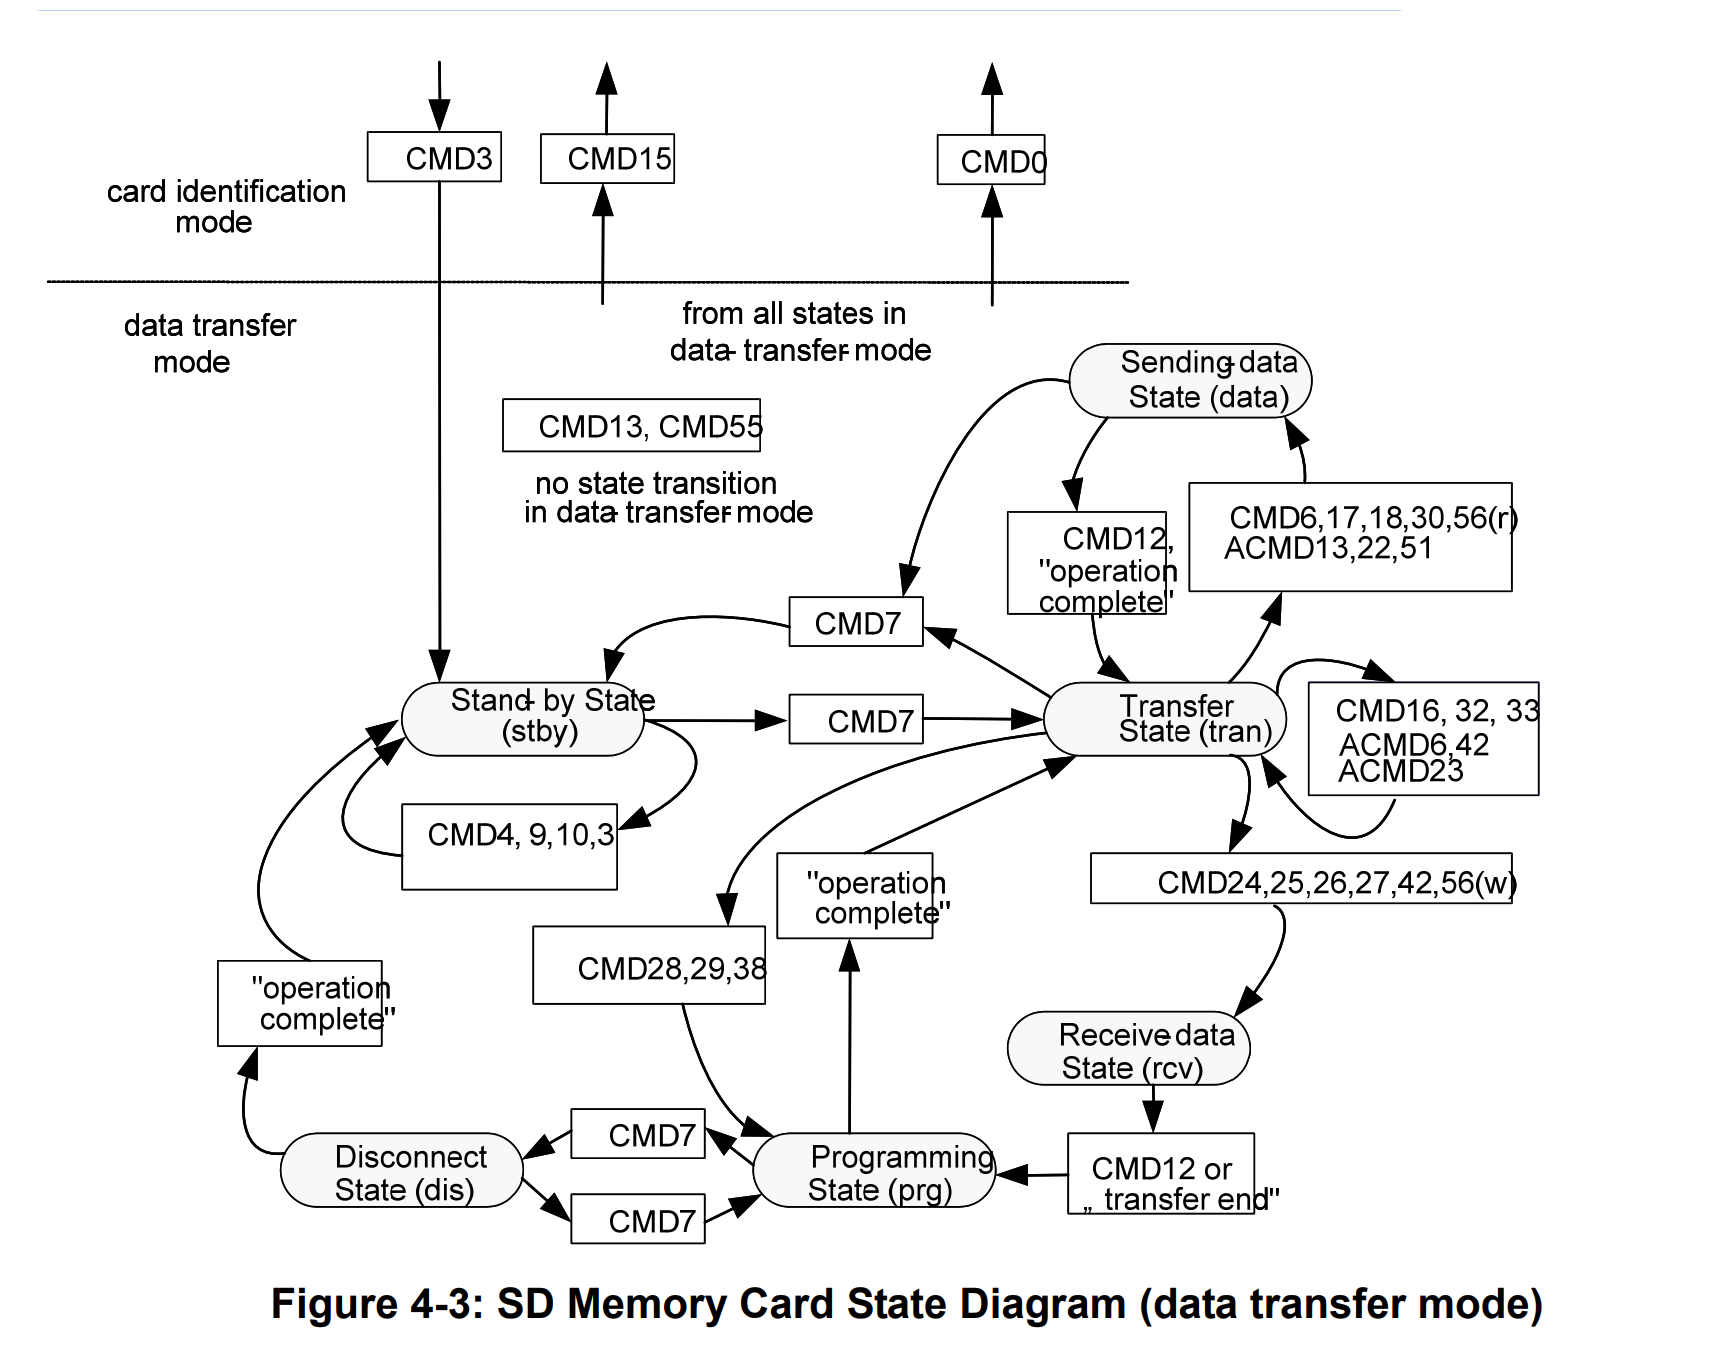 CMD3
CMD15
CMD0
card identification
mode
data transfer
mode
from all states in
data- transfer-mode
CMD13, CMD55
no state transition
in data- transfer-mode
Sending-data
State (data)
CMD12,
"operation
complete"
CMD6,17,18,30,56(r)
ACMD13,22,51
CMD7
Stand- by State
(stby)
CMD7
Transfer
State (tran)
CMD16, 32, 33
ACMD6,42
ACMD23
CMD4, 9,10,3
"operation
complete"
CMD24,25,26,27,42,56(w)
CMD28,29,38
"operation
complete"
Receive-data
State (rcv)
CMD7
Disconnect
State (dis)
Programming
State (prg)
CMD12 or
„ transfer end"
CMD7
Figure 4-3: SD Memory Card State Diagram (data transfer mode)